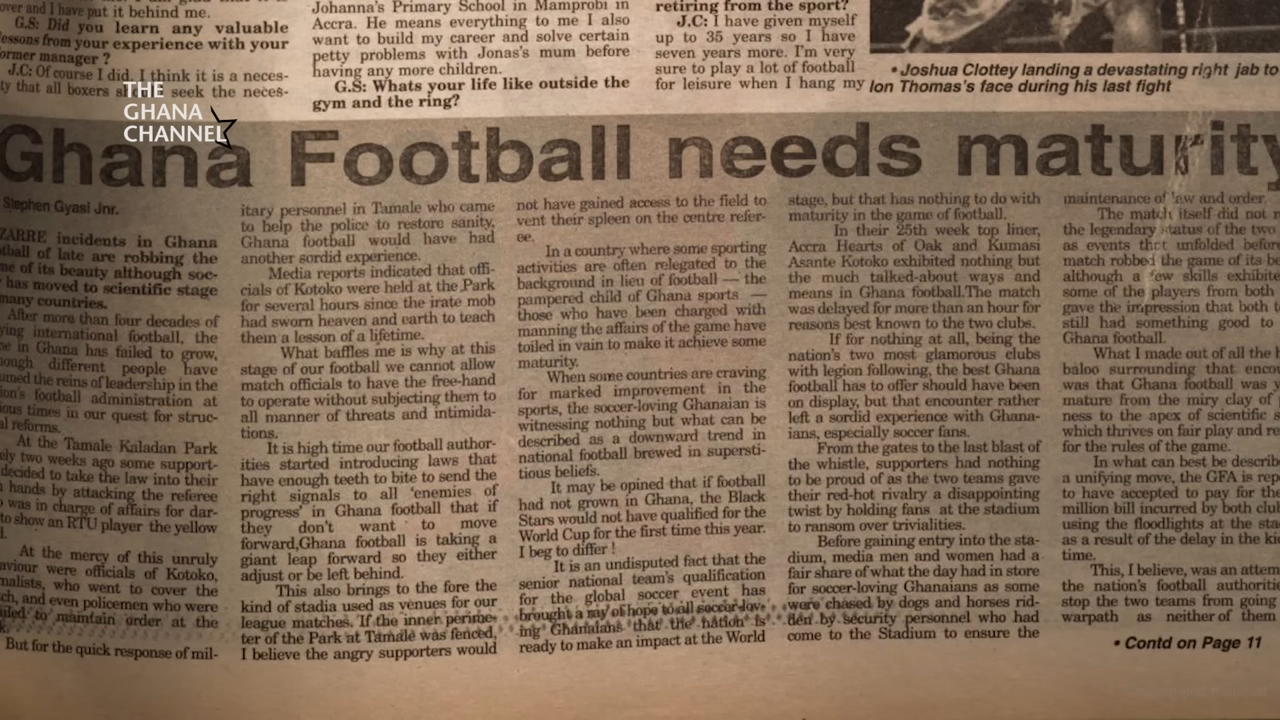 over and I have put it behind me.
G.S: Did you learn any valuable
lessons from your experience with your
former manager ?
J.C: Of course I did. I think it is a neces-
ty that all boxers seek the neces-
Johanna's Primary School in Mamprobi in
Accra. He means everything to me I also
want to build my career and solve certain
petty problems with Jonas's mum before
having any more children.
G.S: Whats your life like outside the
gym and the ring?
retiring from the sport?
J.C: I have given myself
up to 35 years so I have
seven years more. I'm very
sure to play a lot of football
for leisure when I hang my
• Joshua Clottey landing a devastating right jab to
lon Thomas's face during his last fight
THE
GHANA
CHANNEL
Ghana Football needs maturity
Stephen Gyasi Jnr.
ZARRE incidents in Ghana
tball of late are robbing the
me of its beauty although soc-
has moved to scientific stage
many countries.
After more than four decades of
ying international football, the
me in Ghana has failed to grow,
hough different people have
umed the reins of leadership in the
ion's football administration at
ious times in our quest for struc-
al reforms.
At the Tamale Kaladan Park
ely two weeks ago some support-
decided to take the law into their
hands by attacking the referee
was in charge of affairs for dar-
to show an RTU player the yellow
At the mercy of this unruly
aviour were officials of Kotoko,
nalists, who went to cover the
ch, and even policemen who were
ailed to maintain order at the
k.
But for the quick response of mil-
itary personnel in Tamale who came
to help the police to restore sanity,
Ghana football would have had
another sordid experience.
Media reports indicated that offi-
cials of Kotoko were held at the Park
for several hours since the irate mob
had sworn heaven and earth to teach
them a lesson of a lifetime.
What baffles me is why at this
stage of our football we cannot allow
match officials to have the free-hand
to operate without subjecting them to
all manner of threats and intimida-
tions.
It is high time our football author-
ities started introducing laws that
have enough teeth to bite to send the
right signals to all 'enemies of
progress' in Ghana football that if
they don't want to move
forward,Ghana football is taking a
giant leap forward so they either
adjust or be left behind.
This also brings to the fore the
kind of stadia used as venues for our
league matches. If the inner perime-
ter of the Park at Tamale was fenced,
I believe the angry supporters would
not have gained access to the field to
vent their spleen on the centre refer-
ee.
In a country where some sporting
activities are often relegated to the
background in lieu of football — the
pampered child of Ghana sports —
those who have been charged with
manning the affairs of the game have
toiled in vain to make it achieve some
maturity.
When some countries are craving
for marked improvement in the
sports, the soccer-loving Ghanaian is
witnessing nothing but what can be
described as a downward trend in
national football brewed in supersti-
tious beliefs.
It may be opined that if football
had not grown in Ghana, the Black
Stars would not have qualified for the
World Cup for the first time this year.
I beg to differ !
It is an undisputed fact that the
senior national team's qualification
for the global soccer event has
brought a ray of hope to all soccer-lov-
ing Ghanaians that the nation is
ready to make an impact at the World
stage, but that has nothing to do with
maturity in the game of football.
In their 25th week top liner,
Accra Hearts of Oak and Kumasi
Asante Kotoko exhibited nothing but
the much talked-about ways and
means in Ghana football.The match
was delayed for more than an hour for
reasons best known to the two clubs.
If for nothing at all, being the
nation's two most glamorous clubs
with legion following, the best Ghana
football has to offer should have been
on display, but that encounter rather
left a sordid experience with Ghana-
ians, especially soccer fans.
From the gates to the last blast of
the whistle, supporters had nothing
to be proud of as the two teams gave
their red-hot rivalry a disappointing
twist by holding fans at the stadium
to ransom over trivialities.
Before gaining entry into the sta-
dium, media men and women had a
fair share of what the day had in store
for soccer-loving Ghanaians as some
were chased by dogs and horses rid-
den by security personnel who had
come to the Stadium to ensure the
maintenance of law and order.
The match itself did not r
the legendary status of the two
as events that unfolded before
match robbed the game of its be
although a few skills exhibite
some of the players from both
gave the impression that both t
still had something good to
Ghana football.
What I made out of all the h
baloo surrounding that encou
was that Ghana football was y
mature from the miry clay of
ness to the apex of scientific s
which thrives on fair play and re
for the rules of the game.
In what can best be describe
a unifying move, the GFA is rep
to have accepted to pay for the
million bill incurred by both clul
using the floodlights at the sta
as a result of the delay in the kic
time.
This, I believe, was an attem
the nation's football authoriti
stop the two teams from going
warpath as neither of them
• Contd on Page 11